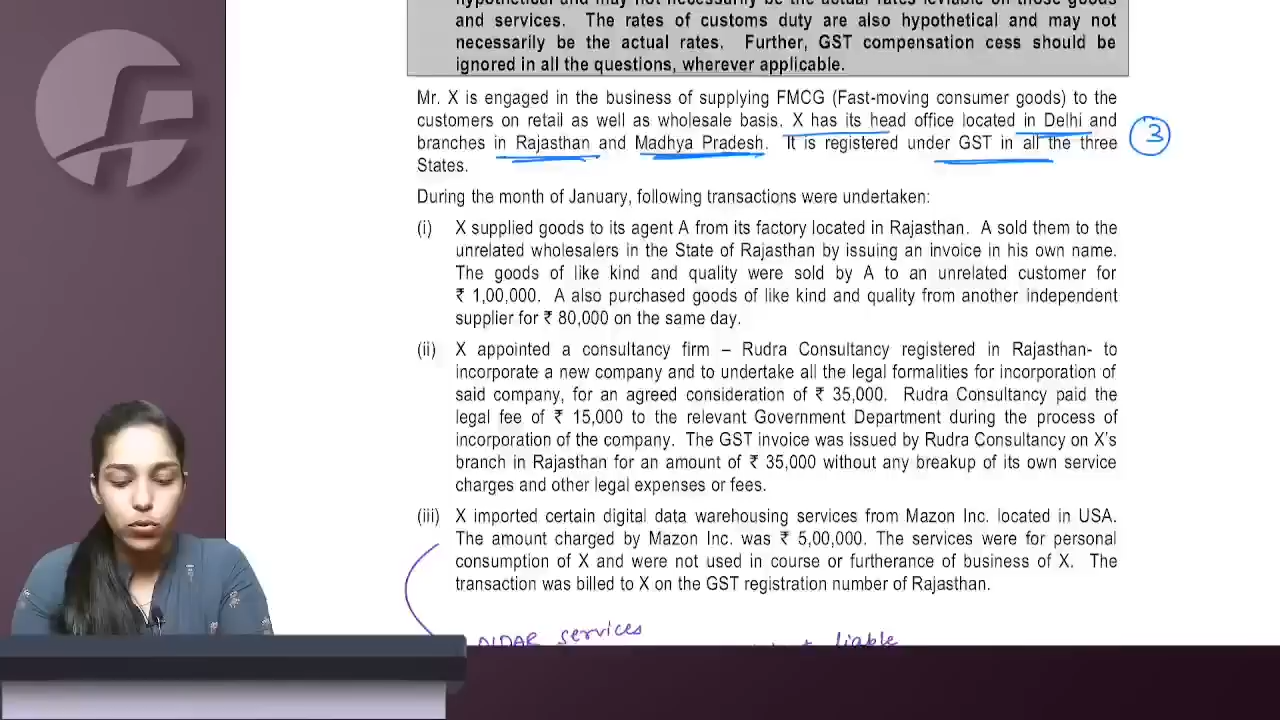 hypothetical and may not necessarily be the actual rates leviable on those goods
and services. The rates of customs duty are also hypothetical and may not
necessarily be the actual rates. Further, GST compensation cess should be
ignored in all the questions, wherever applicable.
Mr. X is engaged in the business of supplying FMCG (Fast-moving consumer goods) to the
customers on retail as well as wholesale basis. X has its head office located in Delhi and
branches in Rajasthan and Madhya Pradesh. It is registered under GST in all the three
States.
3
During the month of January, following transactions were undertaken:
(i) X supplied goods to its agent A from its factory located in Rajasthan. A sold them to the
unrelated wholesalers in the State of Rajasthan by issuing an invoice in his own name.
The goods of like kind and quality were sold by A to an unrelated customer for
₹ 1,00,000. A also purchased goods of like kind and quality from another independent
supplier for ₹ 80,000 on the same day.
(ii) X appointed a consultancy firm – Rudra Consultancy registered in Rajasthan- to
incorporate a new company and to undertake all the legal formalities for incorporation of
said company, for an agreed consideration of ₹ 35,000. Rudra Consultancy paid the
legal fee of ₹ 15,000 to the relevant Government Department during the process of
incorporation of the company. The GST invoice was issued by Rudra Consultancy on X's
branch in Rajasthan for an amount of ₹ 35,000 without any breakup of its own service
charges and other legal expenses or fees.
(iii) X imported certain digital data warehousing services from Mazon Inc. located in USA.
The amount charged by Mazon Inc. was ₹ 5,00,000. The services were for personal
consumption of X and were not used in course or furtherance of business of X. The
transaction was billed to X on the GST registration number of Rajasthan.
services liable